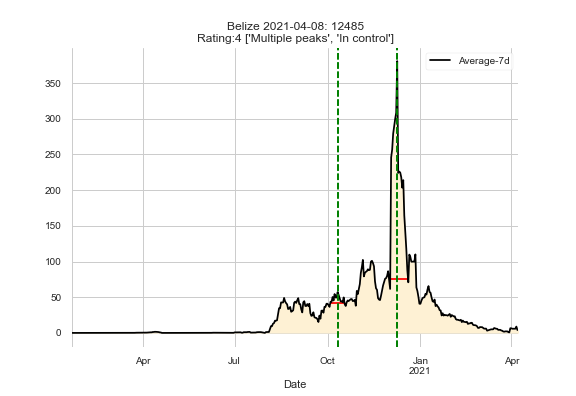 Belize 2021-04-08: 12485
Rating:4 ['Multiple peaks', 'In control']
Average-7d
350
300
250
200
150
100
50
0
Apr
Jul
Oct
Jan
2021
Apr
Date